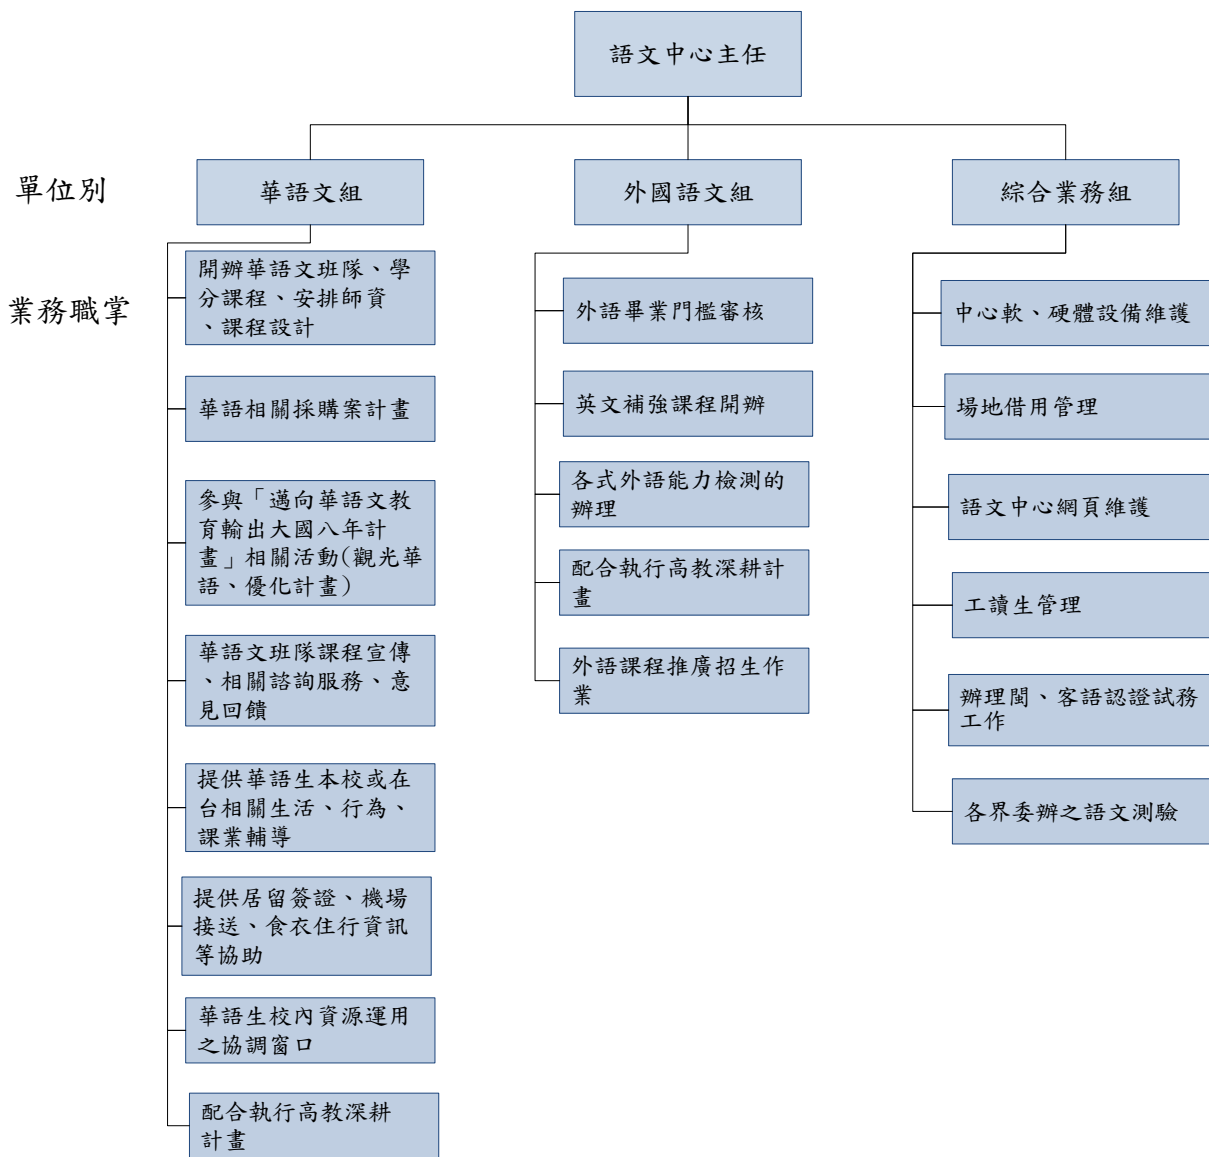 語文中心主任
單位別
華語文組
外國語文組
綜合業務組
業務職掌
開辦華語文班隊、學
分課程、安排師資
、課程設計
華語相關採購案計畫
參與「邁向華語文教
育輸出大國八年計
畫」相關活動(觀光華
語、優化計畫)
華語文班隊課程宣傳
、相關諮詢服務、意
見回饋
提供華語生本校或在
台相關生活、行為、
課業輔導
提供居留簽證、機場
接送、食衣住行資訊
等協助
華語生校內資源運用
之協調窗口
配合執行高教深耕
計畫
外語畢業門檻審核
英文補強課程開辦
各式外語能力檢測的
辦理
配合執行高教深耕計
畫
外語課程推廣招生作
業
中心軟、硬體設備維護
場地借用管理
語文中心網頁維護
工讀生管理
辦理閩、客語認證試務
工作
各界委辦之語文測驗